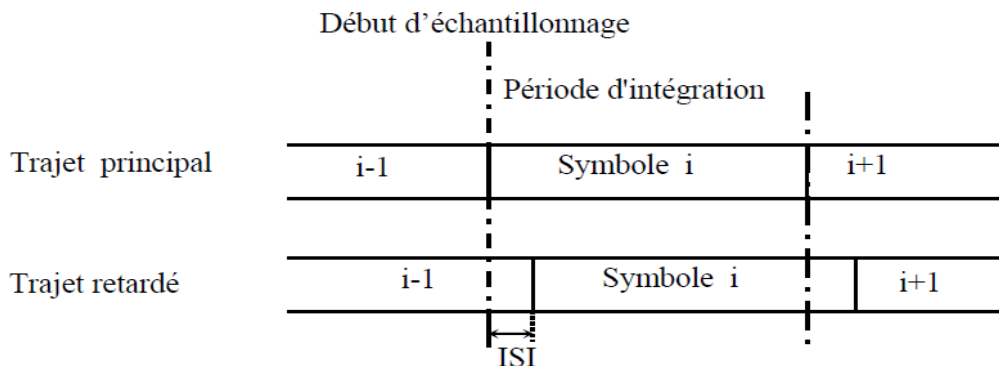 Début d’échantillonnage
Période d'intégration
Trajet principal
i-1
Symbole i
i+1
Trajet retardé
i-1
Symbole i
i+1
ISI